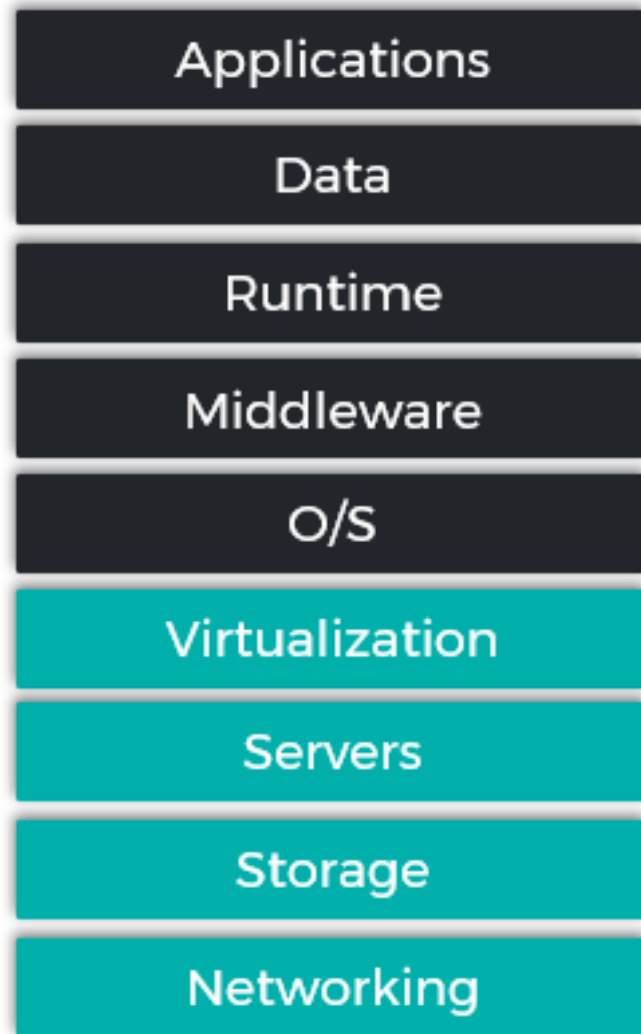 Applications
Data
Runtime
Middleware
O/S
Virtualization
Servers
Storage
Networking